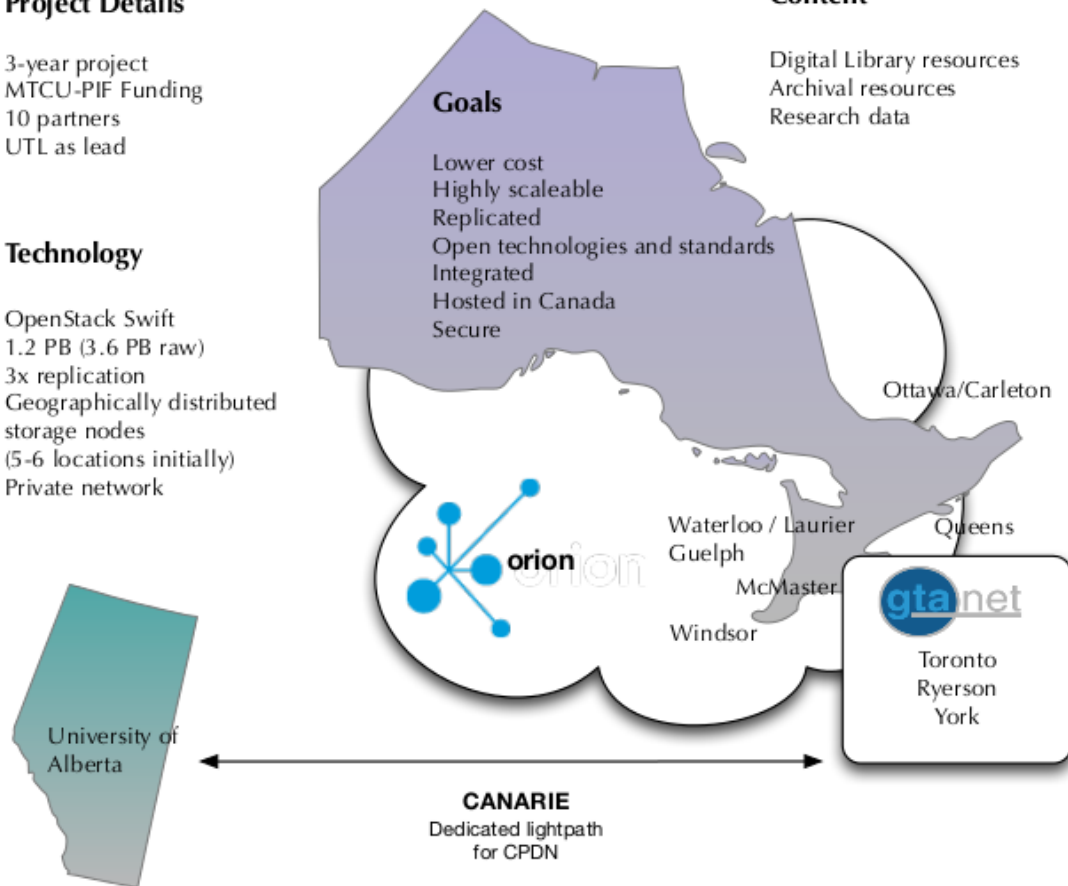 Project Details
3-year project
MTCU-PIF Funding
10 partners
UTL as lead
Technology
OpenStack Swift
1.2 PB (3.6 PB raw)
3x replication
Geographically distributed
storage nodes
(5-6 locations initially)
Private network
Goals
Lower cost
Highly scaleable
Replicated
Open technologies and standards
Integrated
Hosted in Canada
Secure
Content
Digital Library resources
Archival resources
Research data
Ottawa/Carleton
Waterloo / Laurier
Guelph
Queens
McMaster
Windsor
orion
orion
gtanet
Toronto
Ryerson
York
University of
Alberta
CANARIE
Dedicated lightpath
for CPDN